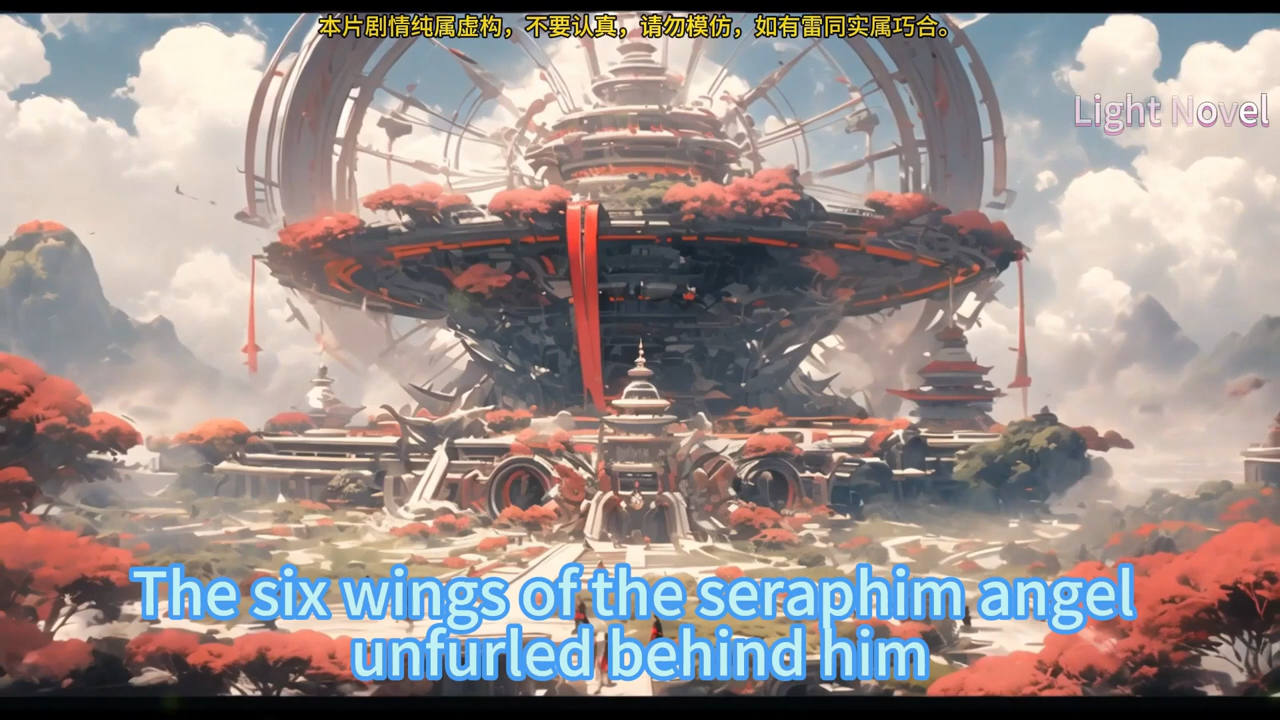 本片剧情纯属虚构，不要认真，请勿模仿，如有雷同实属巧合。
Light Novel
The six wings of the seraphim angel
unfurled behind him